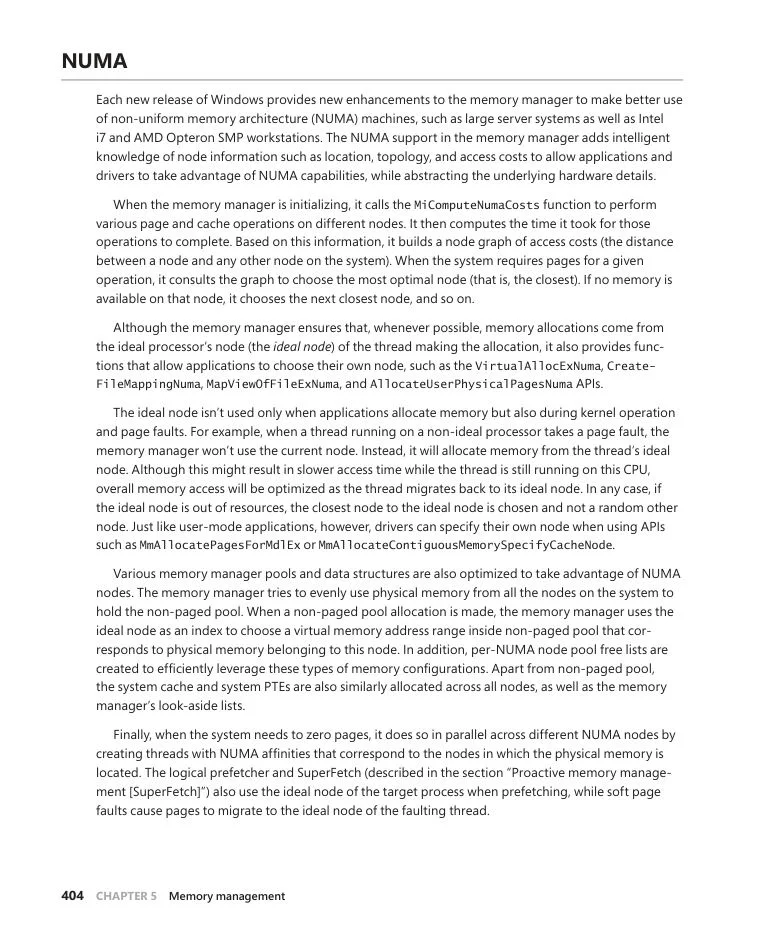 NUMA
Each new release of Windows provides new enhancements to the memory manager to make better use
of non-uniform memory architecture (NUMA) machines, such as large server systems as well as Intel
i7 and AMD Opteron SMP workstations. The NUMA support in the memory manager adds intelligent
knowledge of node information such as location, topology, and access costs to allow applications and
drivers to take advantage of NUMA capabilities, while abstracting the underlying hardware details.
When the memory manager is initializing, it calls the MiComputeNumaCosts function to perform
various page and cache operations on different nodes. It then computes the time it took for those
operations to complete. Based on this information, it builds a node graph of access costs (the distance
between a node and any other node on the system). When the system requires pages for a given
operation, it consults the graph to choose the most optimal node (that is, the closest). If no memory is
available on that node, it chooses the next closest node, and so on.
Although the memory manager ensures that, whenever possible, memory allocations come from
the ideal processor’s node (the ideal node) of the thread making the allocation, it also provides func-
tions that allow applications to choose their own node, such as the VirtualAllocExNuma, Create-
FileMappingNuma, MapViewOfFileExNuma, and AllocateUserPhysicalPagesNuma APIs.
The ideal node isn’t used only when applications allocate memory but also during kernel operation
and page faults. For example, when a thread running on a non-ideal processor takes a page fault, the
memory manager won’t use the current node. Instead, it will allocate memory from the thread’s ideal
node. Although this might result in slower access time while the thread is still running on this CPU,
overall memory access will be optimized as the thread migrates back to its ideal node. In any case, if
the ideal node is out of resources, the closest node to the ideal node is chosen and not a random other
node. Just like user-mode applications, however, drivers can specify their own node when using APIs
such as MmAllocatePagesForMdlEx or MmAllocateContiguousMemorySpecifyCacheNode.
Various memory manager pools and data structures are also optimized to take advantage of NUMA
nodes. The memory manager tries to evenly use physical memory from all the nodes on the system to
hold the non-paged pool. When a non-paged pool allocation is made, the memory manager uses the
ideal node as an index to choose a virtual memory address range inside non-paged pool that cor-
responds to physical memory belonging to this node. In addition, per-NUMA node pool free lists are
created to efficiently leverage these types of memory configurations. Apart from non-paged pool,
the system cache and system PTEs are also similarly allocated across all nodes, as well as the memory
manager’s look-aside lists.
Finally, when the system needs to zero pages, it does so in parallel across different NUMA nodes by
creating threads with NUMA affinities that correspond to the nodes in which the physical memory is
located. The logical prefetcher and SuperFetch (described in the section “Proactive memory manage-
ment [SuperFetch]”) also use the ideal node of the target process when prefetching, while soft page
faults cause pages to migrate to the ideal node of the faulting thread.
404 CHAPTER 5 Memory management